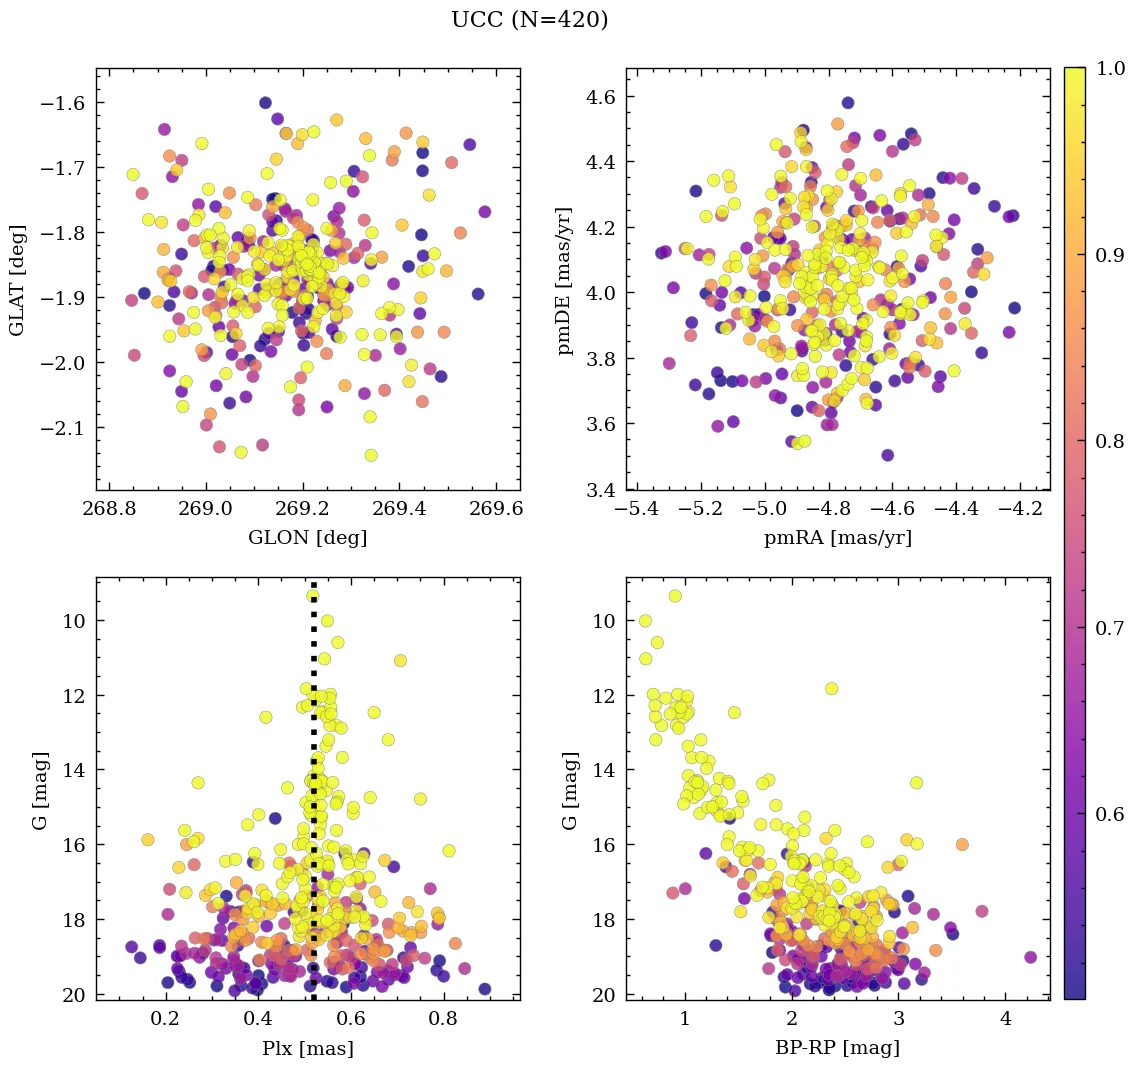 UCC (N=420)
−1.6
−1.7
−1.8
−1.9
−2.0
−2.1
GLAT [deg]
268.8 269.0 269.2 269.4 269.6
GLON [deg]
4.6
4.4
4.2
4.0
3.8
3.6
3.4
pmDE [mas/yr]
−5.4 −5.2 −5.0 −4.8 −4.6 −4.4 −4.2
pmRA [mas/yr]
10
12
14
16
18
20
G [mag]
0.2 0.4 0.6 0.8
Plx [mas]
10
12
14
16
18
20
G [mag]
1 2 3 4
BP-RP [mag]
1.0
0.9
0.8
0.7
0.6